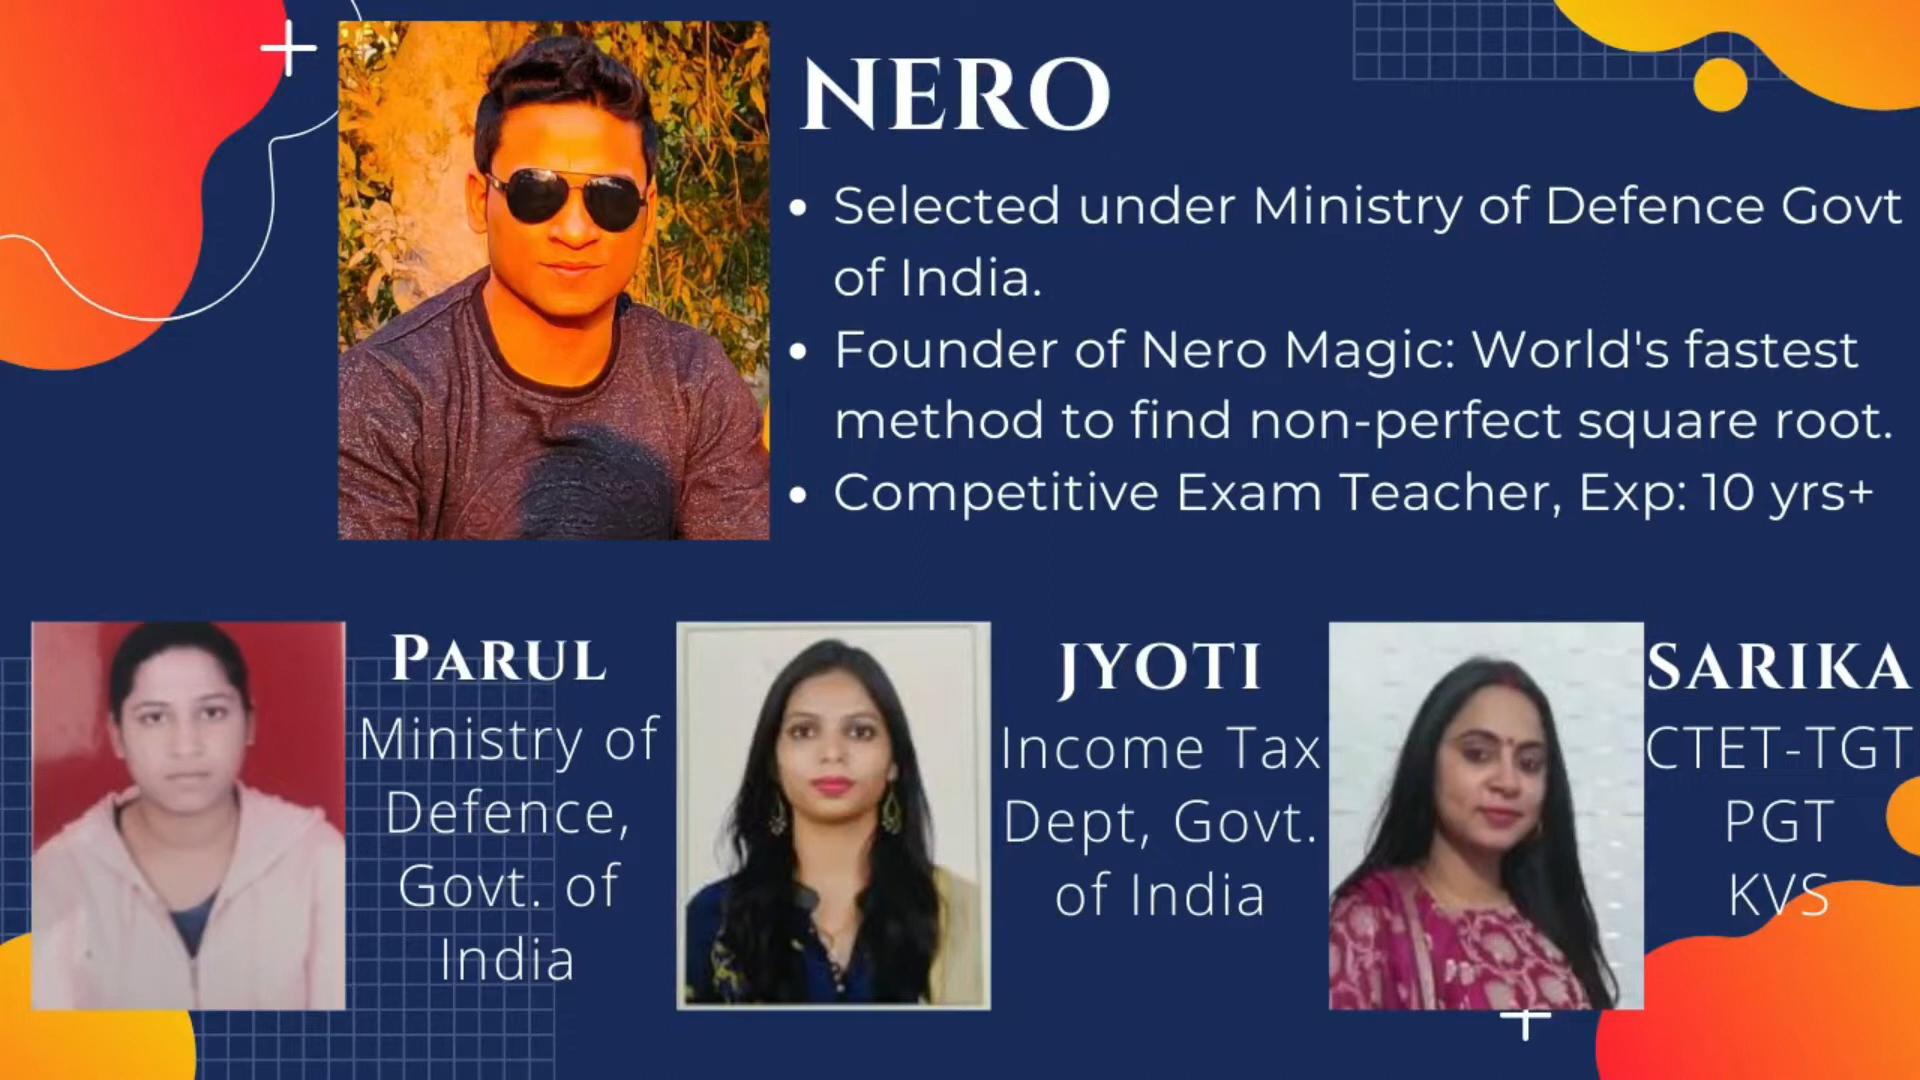 NERO
• Selected under Ministry of Defence Govt
of India.
• Founder of Nero Magic: World's fastest
method to find non-perfect square root.
• Competitive Exam Teacher, Exp: 10 yrs+
PARUL
Ministry of
Defence,
Govt. of
India
JYOTI
Income Tax
Dept, Govt.
of India
SARIKA
CTET-TGT
PGT
KVS